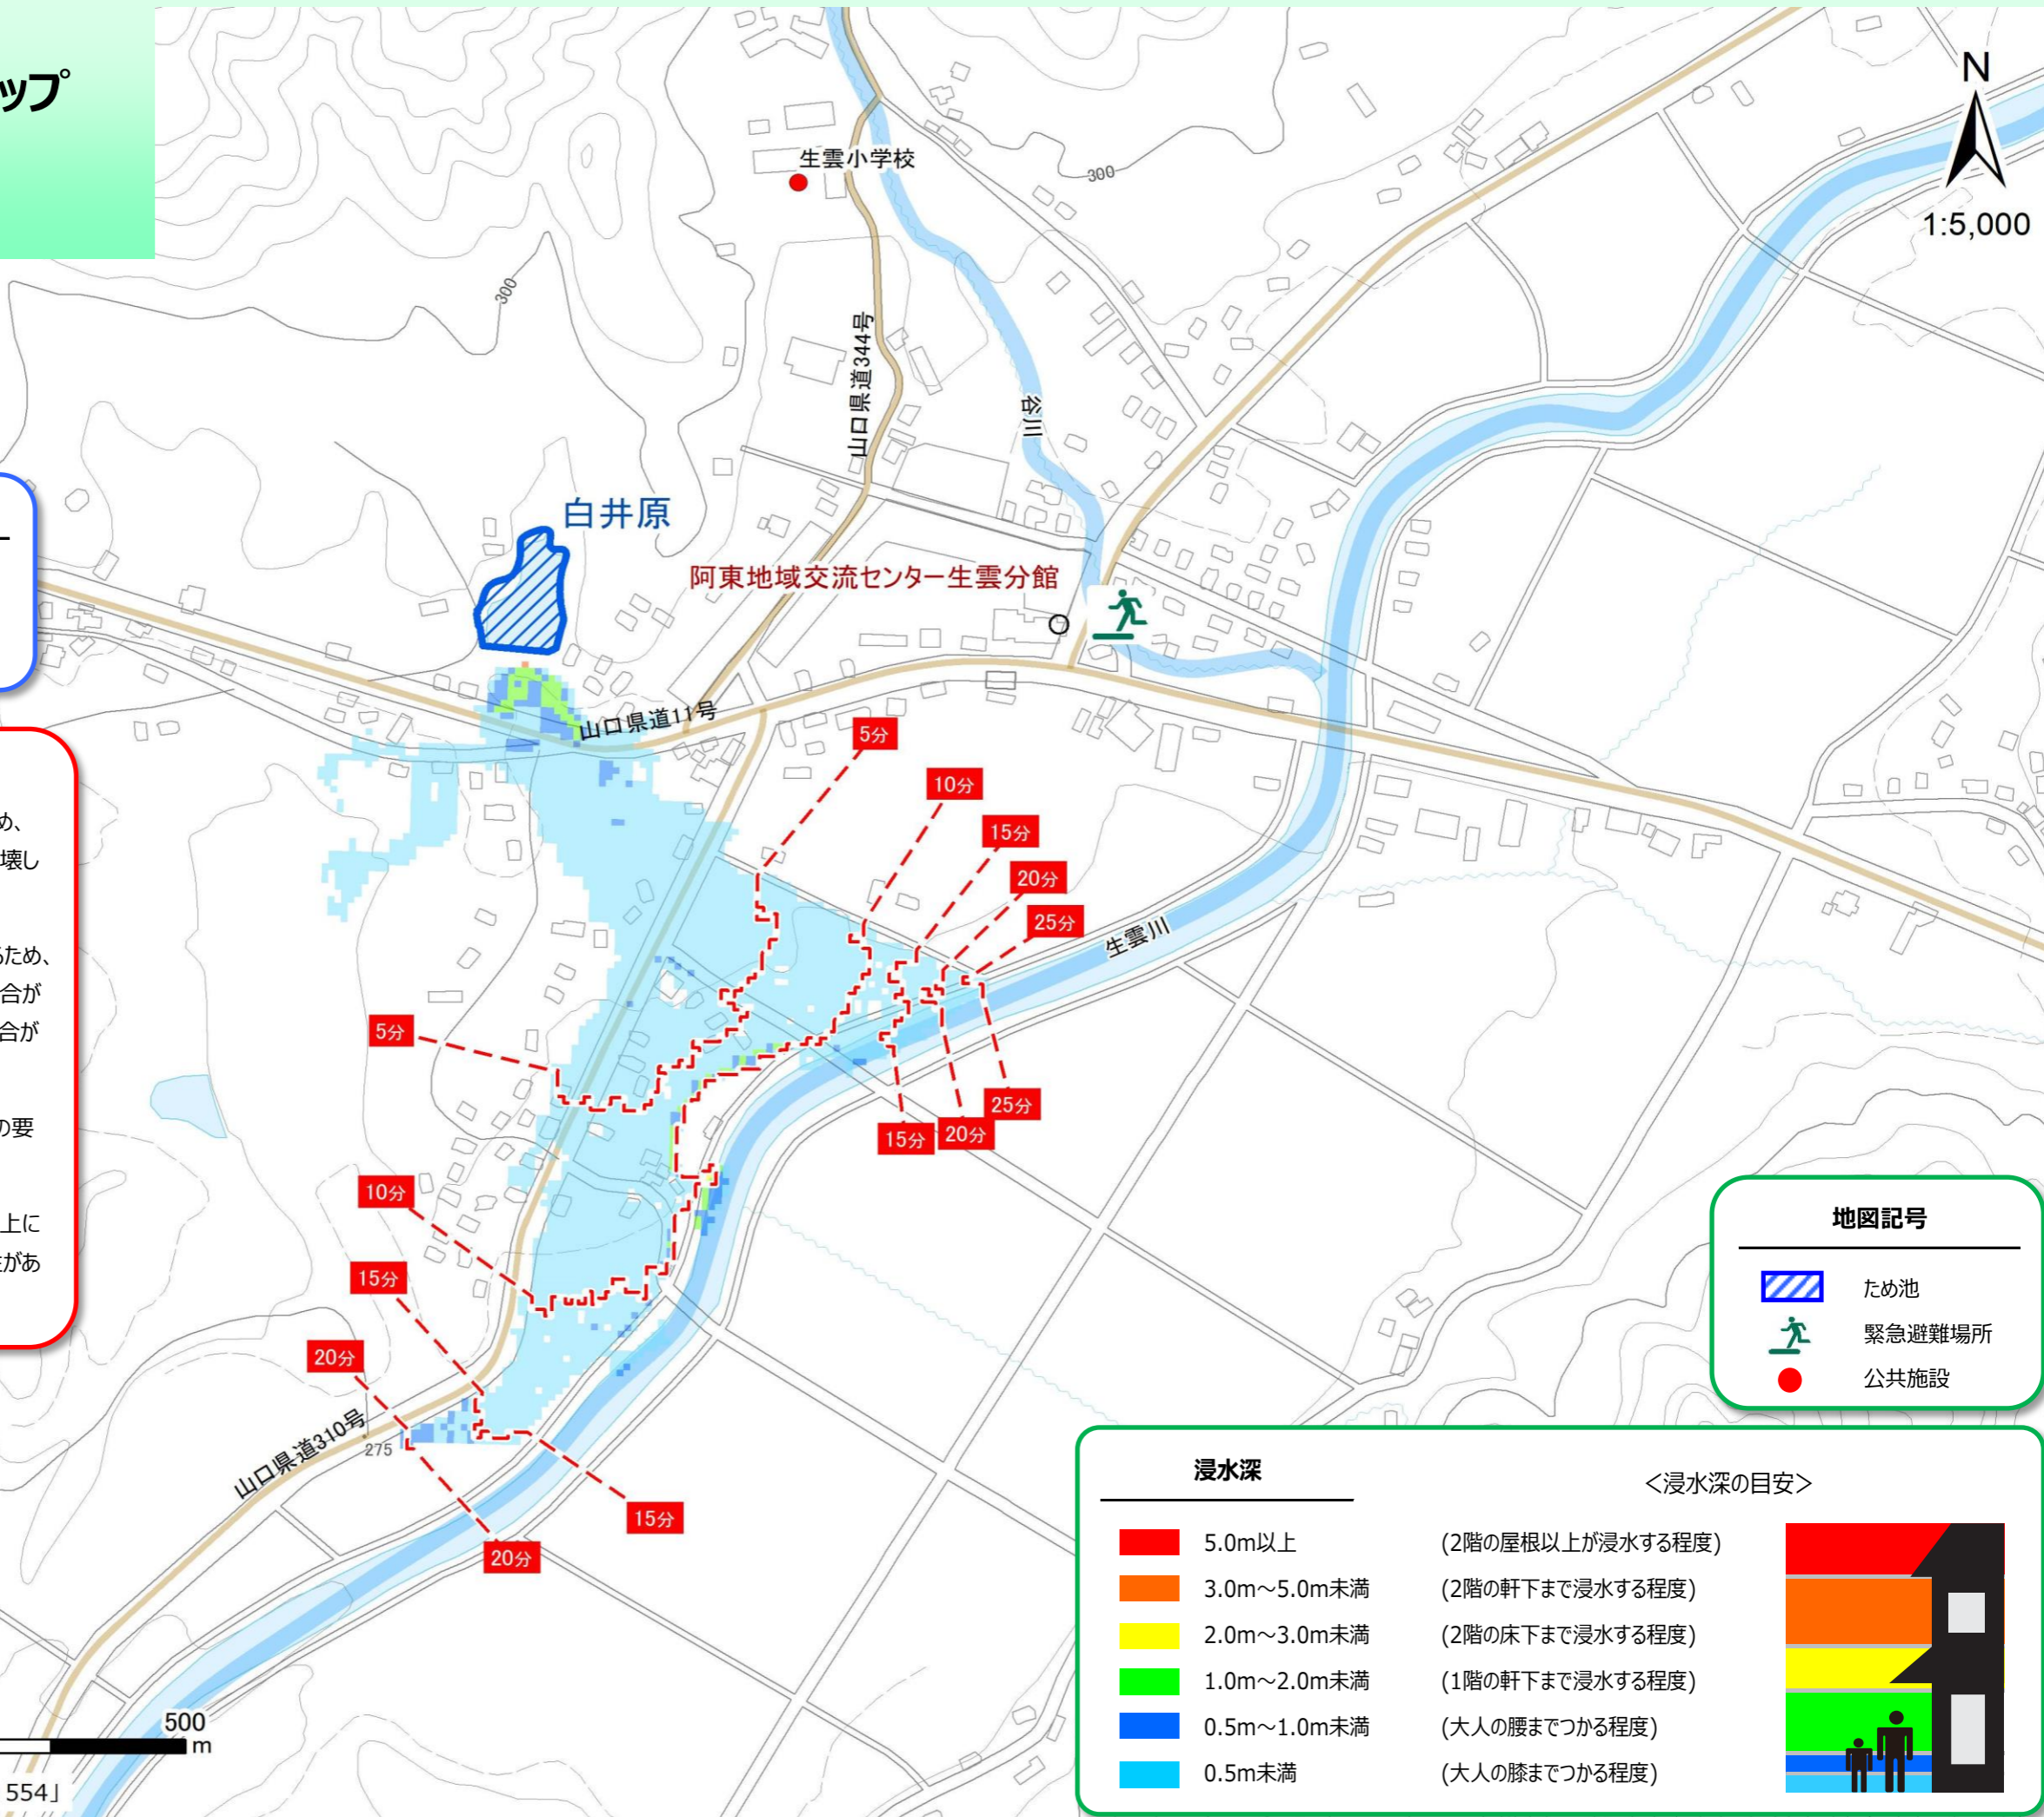 ップ
N
1:5,000
生雲小学校
300
300
山口県道344号
谷川
白井原
阿東地域交流センター生雲分館
山口県道11号
め、
壊し
るため、
合が
合が
の要
上に
性があ
5分
10分
15分
20分
25分
生雲川
5分
25分
15分
20分
10分
15分
20分
山口県道310号
275
15分
20分
500
m
554」
地図記号
ため池
緊急避難場所
公共施設
浸水深
<浸水深の目安>
5.0m以上 (2階の屋根以上が浸水する程度)
3.0m～5.0m未満 (2階の軒下まで浸水する程度)
2.0m～3.0m未満 (2階の床下まで浸水する程度)
1.0m～2.0m未満 (1階の軒下まで浸水する程度)
0.5m～1.0m未満 (大人の腰までつかる程度)
0.5m未満 (大人の膝までつかる程度)